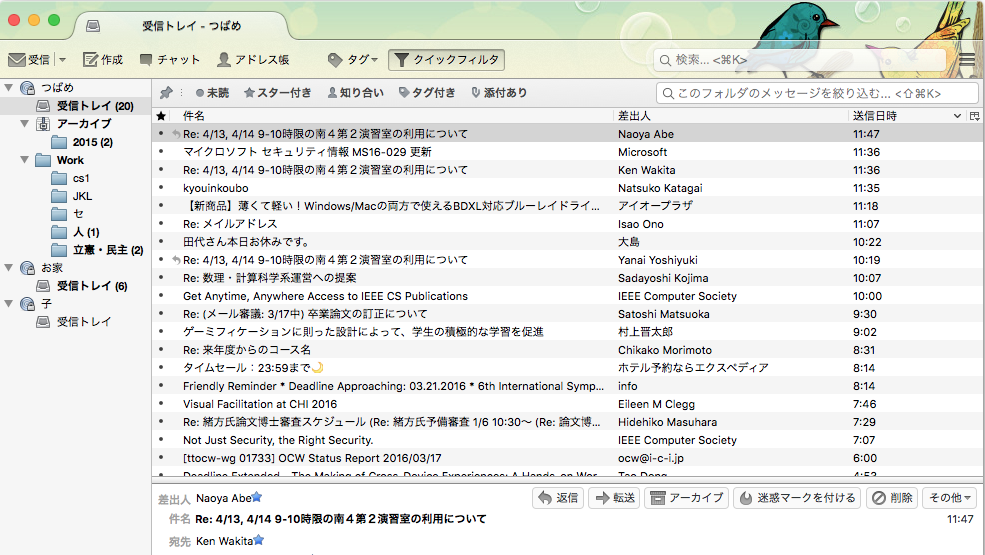 受信トレイ - つばめ
受信 作成 チャット アドレス帳 タグ クイックフィルタ 検索... <⌘K>
未読 スター付き 知り合い タグ付き 添付あり このフォルダのメッセージを絞り込む... <⇧⌘K>
つばめ
受信トレイ (20)
アーカイブ
2015 (2)
Work
cs1
JKL
セ
人 (1)
立憲・民主 (2)
お家
受信トレイ (6)
子
受信トレイ
件名 差出人 送信日時
Re: 4/13, 4/14 9-10時限の南４第２演習室の利用について Naoya Abe 11:47
マイクロソフト セキュリティ情報 MS16-029 更新 Microsoft 11:36
Re: 4/13, 4/14 9-10時限の南４第２演習室の利用について Ken Wakita 11:36
kyouinkoubo Natsuko Katagai 11:35
【新商品】薄くて軽い！Windows/Macの両方で使えるBDXL対応ブルーレイドライ... アイオープラザ 11:18
Re: メイルアドレス Isao Ono 11:07
田代さん本日お休みです。 大島 10:22
Re: 4/13, 4/14 9-10時限の南４第２演習室の利用について Yanai Yoshiyuki 10:19
Re: 数理・計算科学系運営への提案 Sadayoshi Kojima 10:07
Get Anytime, Anywhere Access to IEEE CS Publications IEEE Computer Society 10:00
Re: (メール審議: 3/17中) 卒業論文の訂正について Satoshi Matsuoka 9:30
ゲーミフィケーションに則った設計によって、学生の積極的な学習を促進 村上晋太郎 9:02
Re: 来年度からのコース名 Chikako Morimoto 8:31
タイムセール：23:59まで🌙 ホテル予約ならエクスペディア 8:14
Friendly Reminder * Deadline Approaching: 03.21.2016 * 6th International Symp... info 8:14
Visual Facilitation at CHI 2016 Eileen M Clegg 7:46
Re: 緒方氏論文博士審査スケジュール (Re: 緒方氏予備審査 1/6 10:30〜 (Re: 論文博... Hidehiko Masuhara 7:29
Not Just Security, the Right Security. IEEE Computer Society 7:07
[ttocw-wg 01733] OCW Status Report 2016/03/17 ocw@i-c-i.jp 6:00
Deadline Extended - The Making of Cross-Device Experiences: A Hands-on Wor... Tao Dong 4:53
差出人 Naoya Abe 返信 転送 アーカイブ 迷惑マークを付ける 削除 その他
件名 Re: 4/13, 4/14 9-10時限の南４第２演習室の利用について 11:47
宛先 Ken Wakita